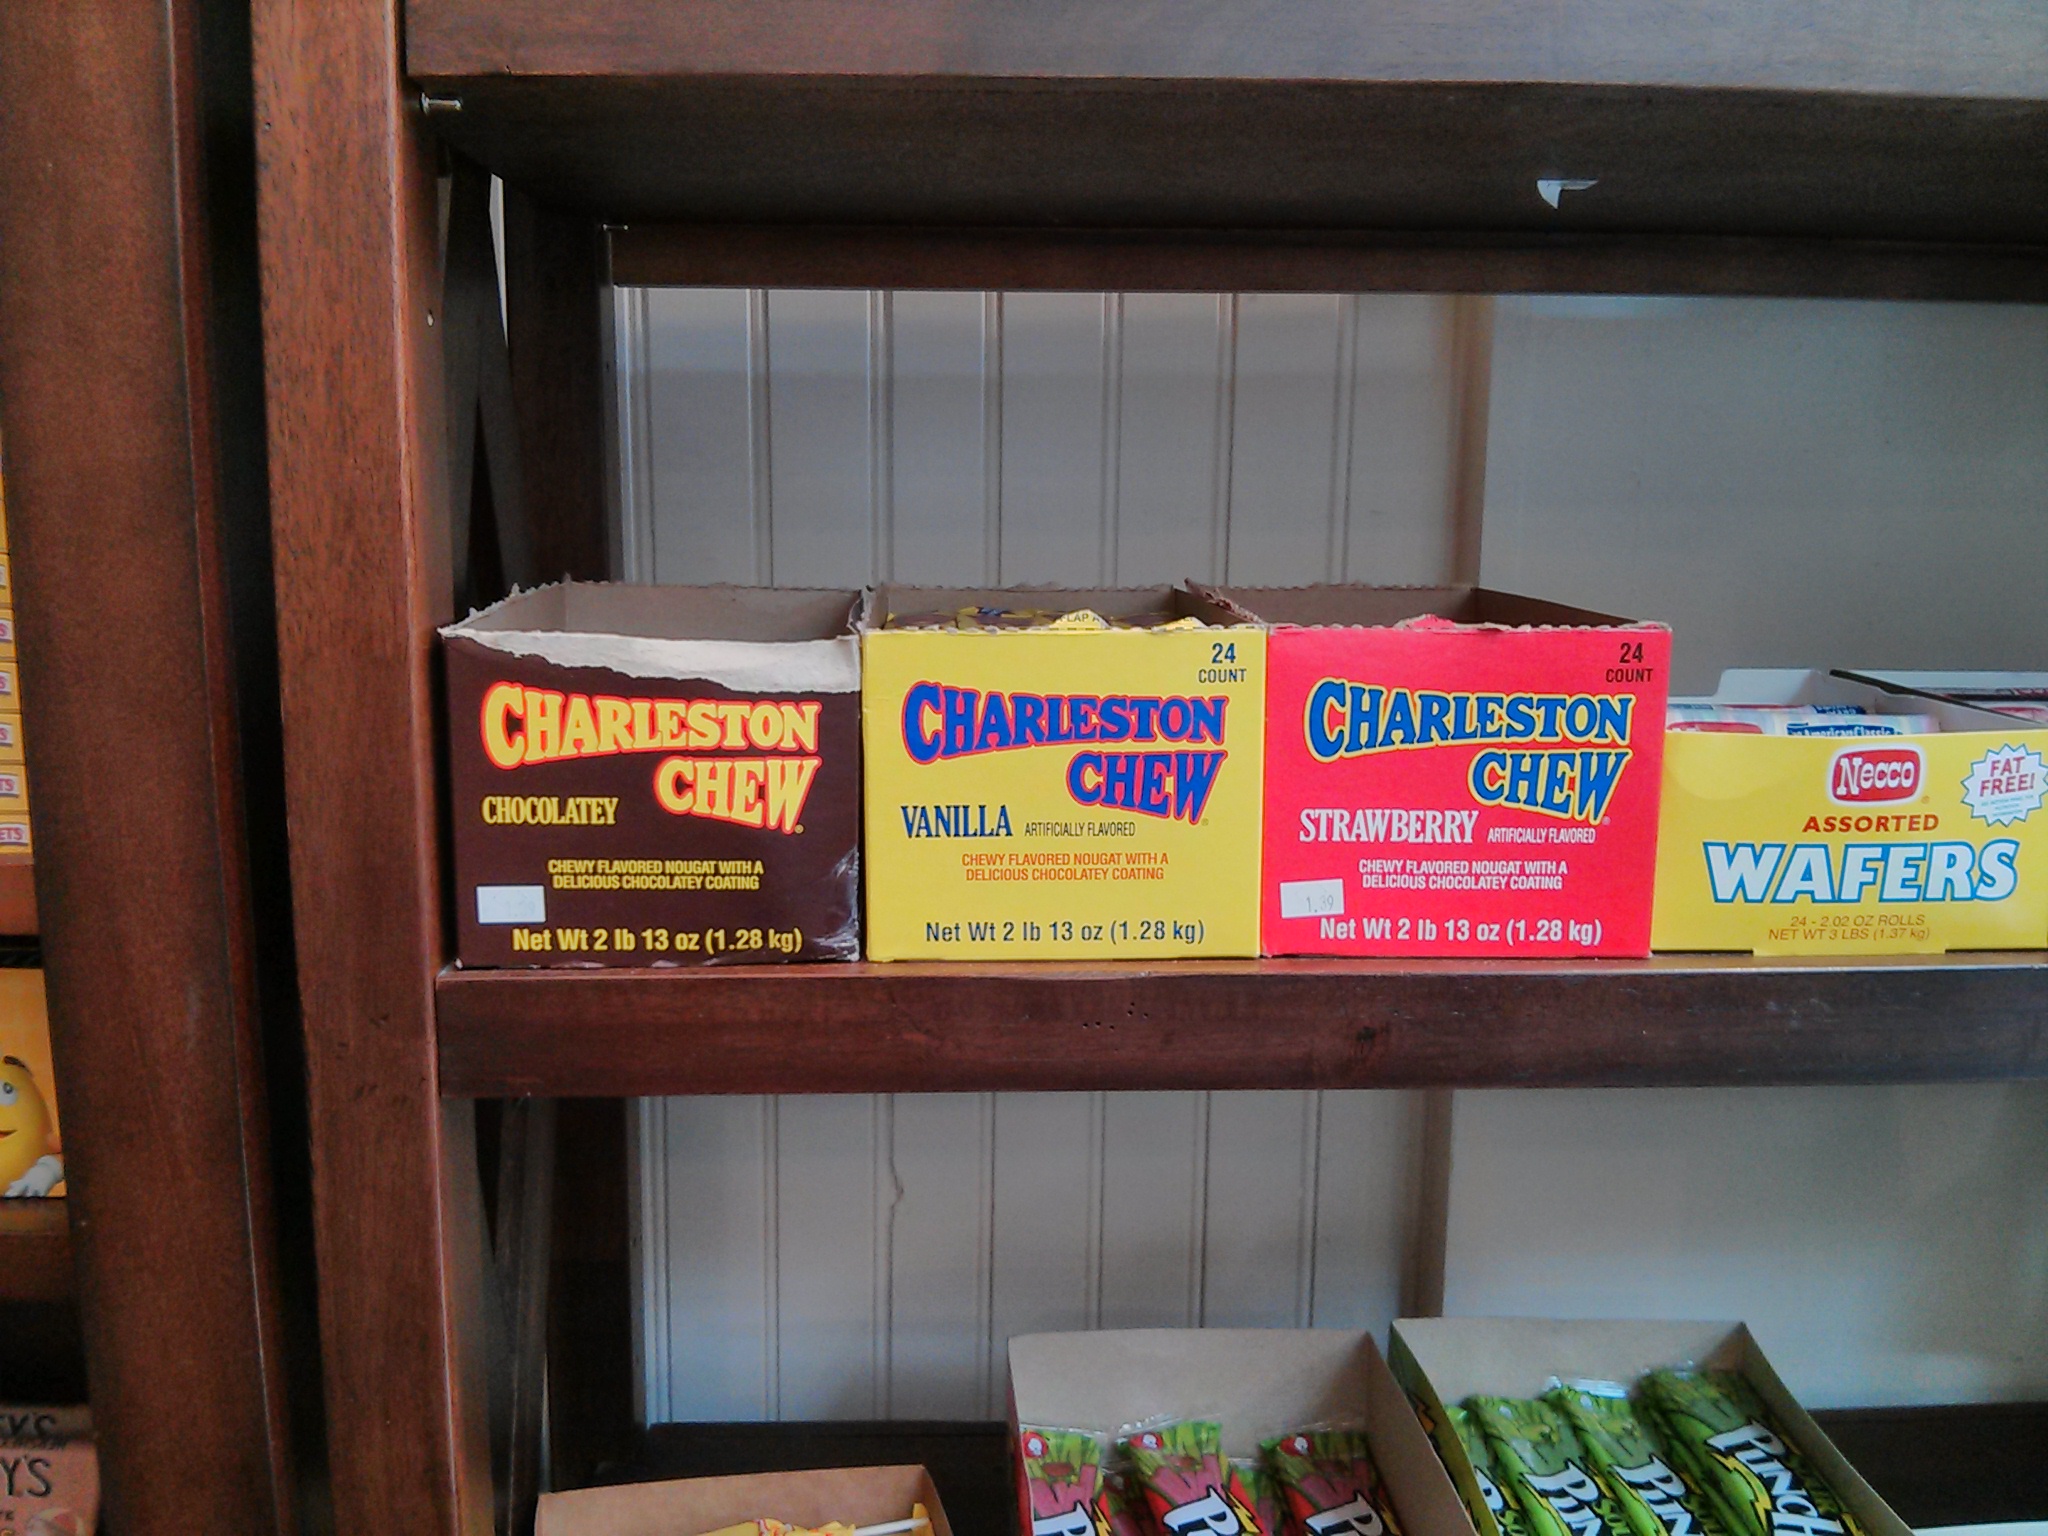 CHARLESTON
CHEW
CHOCOLATEY
CHEWY FLAVORED NOUGAT WITH A
DELICIOUS CHOCOLATEY COATING
Net Wt 2 lb 13 oz (1.28 kg)
24
COUNT
CHARLESTON
CHEW
VANILLA ARTIFICIALLY FLAVORED
CHEWY FLAVORED NOUGAT WITH A
DELICIOUS CHOCOLATEY COATING
Net Wt 2 lb 13 oz (1.28 kg)
24
COUNT
CHARLESTON
CHEW
STRAWBERRY ARTIFICIALLY FLAVORED
CHEWY FLAVORED NOUGAT WITH A
DELICIOUS CHOCOLATEY COATING
1.39
Net Wt 2 lb 13 oz (1.28 kg)
Necco
FAT
FREE!
ASSORTED
WAFERS
24 - 2.02 OZ ROLLS
NET WT 3 LBS (1.37 kg)
Y'S
P
P
P
PIN
PIN
PINCH